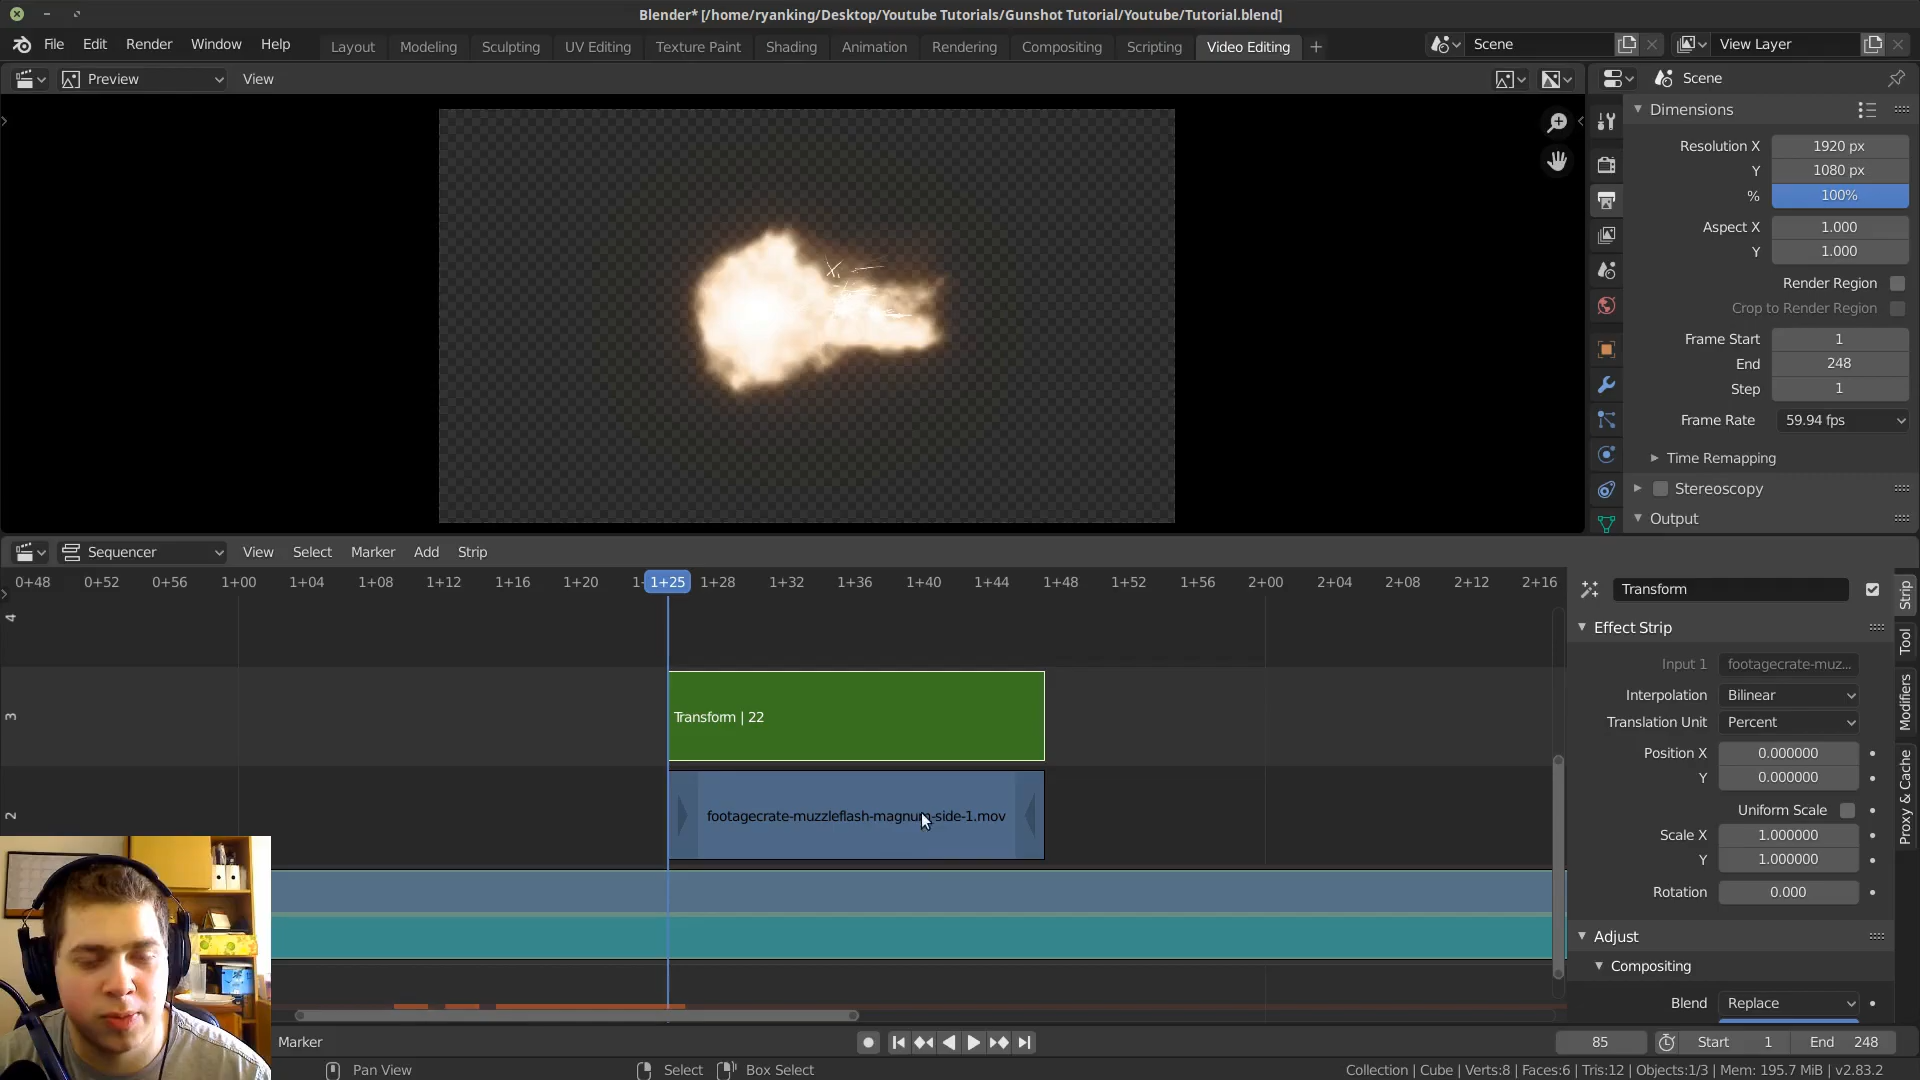 Blender* [/home/ryanking/Desktop/Youtube Tutorials/Gunshot Tutorial/Youtube/Tutorial.blend]
File Edit Render Window Help Layout Modeling Sculpting UV Editing Texture Paint Shading Animation Rendering Compositing Scripting Video Editing Scene View Layer
Preview View Scene
Dimensions
Resolution X 1920 px
Y 1080 px
% 100%
Aspect X 1.000
Y 1.000
Render Region
Crop to Render Region
Frame Start 1
End 248
Step 1
Frame Rate 59.94 fps
Time Remapping
Stereoscopy
Output
Sequencer View Select Marker Add Strip
0+48 0+52 0+56 1+00 1+04 1+08 1+12 1+16 1+20 1+25 1+28 1+32 1+36 1+40 1+44 1+48 1+52 1+56 2+00 2+04 2+08 2+12 2+16
Transform
4
Effect Strip
Input 1 footagecrate-muz...
Interpolation Bilinear
Translation Unit Percent
3
Transform | 22
Position X 0.000000
Y 0.000000
Uniform Scale
2
footagecrate-muzzleflash-magnum-side-1.mov
Scale X 1.000000
Y 1.000000
Rotation 0.000
Adjust
Compositing
Blend Replace
Strip
Tool
Modifiers
Proxy & Cache
Marker 85 Start 1 End 248
Pan View Select Box Select Collection | Cube | Verts:8 | Faces:6 | Tris:12 | Objects:1/3 | Mem: 195.7 MiB | v2.83.2